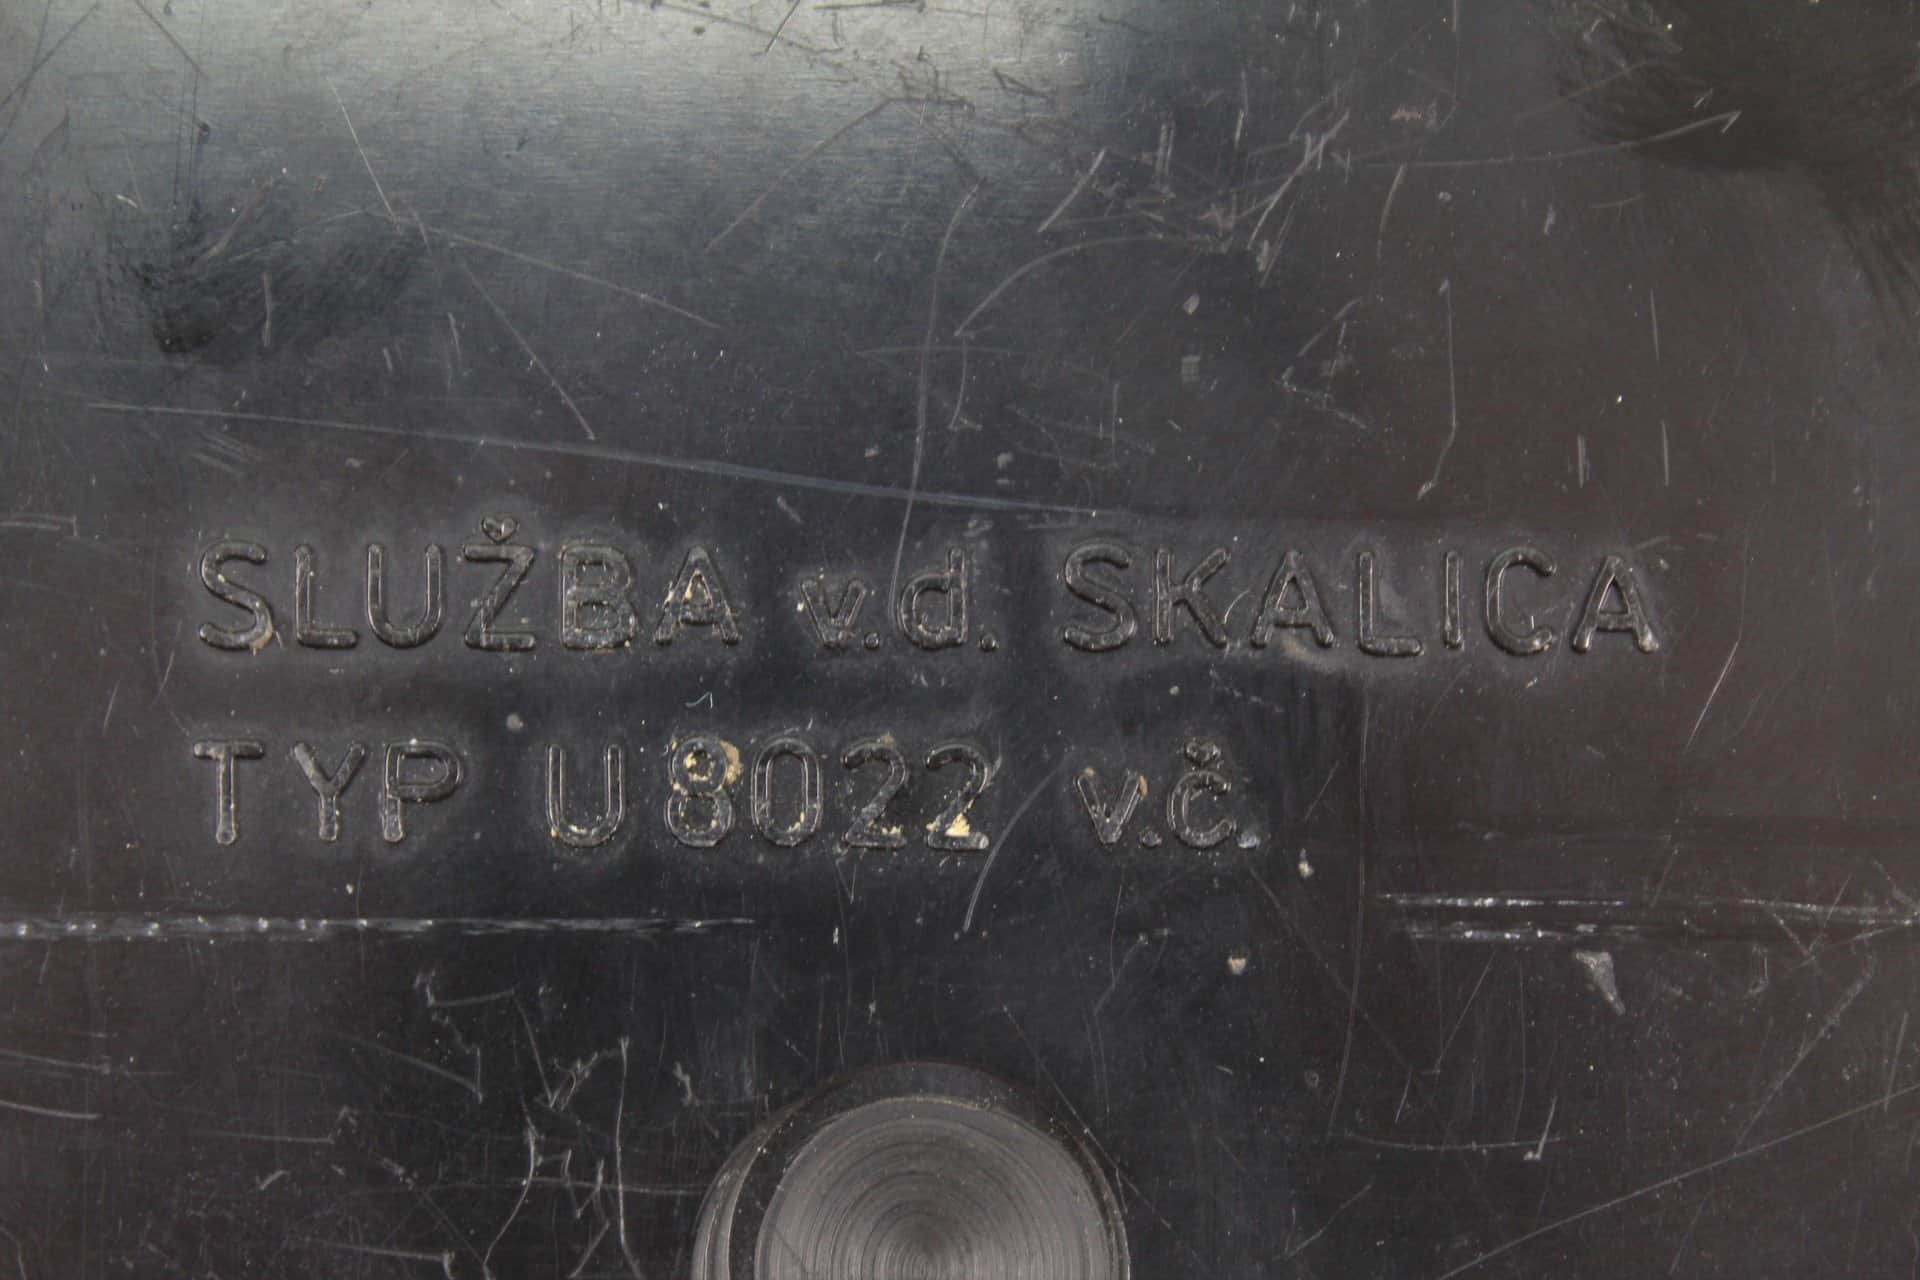 SLUŽBA v.d. SKALICA
TYP U 8022 v.č.